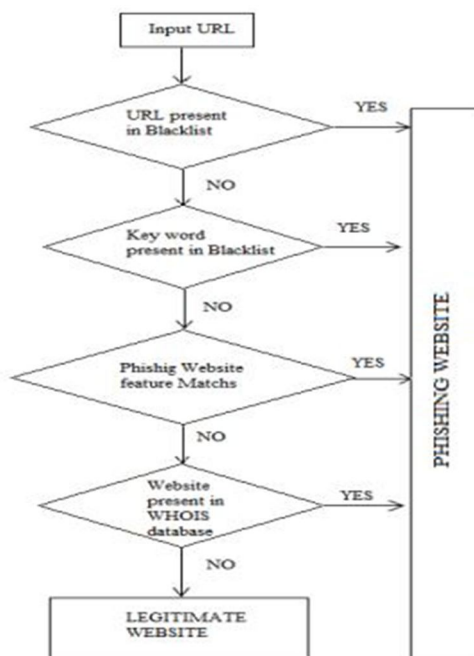 Input URL
URL present
in Blacklist
YES
NO
Key word
present in Blacklist
YES
NO
Phishig Website
feature Matchs
YES
NO
Website
present in
WHOIS
database
YES
NO
LEGITIMATE
WEBSITE
PHISHING WEBSITE